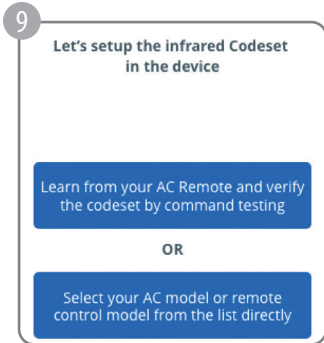 9
Let's setup the infrared Codeset
in the device
Learn from your AC Remote and verify
the codeset by command testing
OR
Select your AC model or remote
control model from the list directly